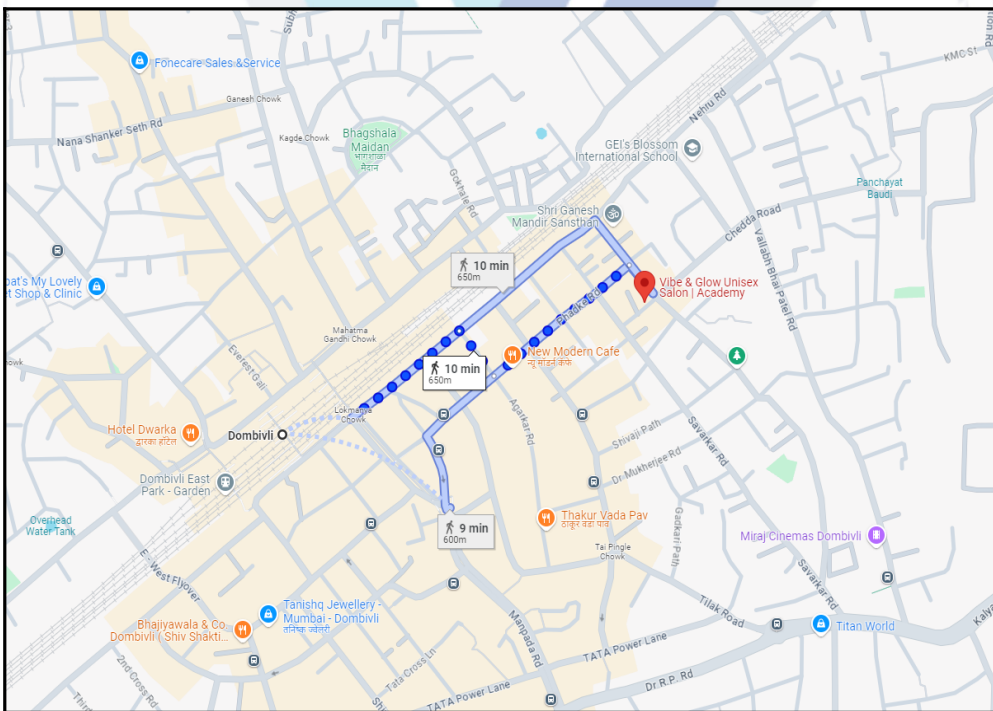 Fonecare Sales &Service
Ganesh Chowk
KMC St
Nehru Rd
Nana Shanker Seth Rd
Kagde Chowk
Bhagshala
Maidan
भागशाळा
मैदान
GEI's Blossom
International School
Gokhale Rd
Panchayat
Baudi
Shri Ganesh
Mandir Sansthan
Chedda Road
Vallabh Bhai Patel Rd
10 min
650m
pat's My Lovely
et Shop & Clinic
Vibe & Glow Unisex
Salon | Academy
Phadke Rd
Mahatma
Gandhi Chowk
New Modern Cafe
न्यू मॉडर्न कॅफे
10 min
650m
Everest Gali
Lokmanya
Chowk
Agarkar Rd
Savarkar Rd
Hotel Dwarka
द्वारका हॉटेल
Dombivli
Shivaji Path
Dr Mukherjee Rd
Dombivli East
Park - Garden
Overhead
Water Tank
Thakur Vada Pav
ठाकूर वडा पाव
Gadkari Path
9 min
600m
Miraj Cinemas Dombivli
Tai Pingle
Chowk
E - West Flyover
Savarkar Rd
Tanishq Jewellery -
Mumbai - Dombivli
तनिष्क ज्वेलरी
Bhajiyawala & Co
Dombivli ( Shiv Shakti...
Tilak Road
Titan World
Manpada Rd
TATA Power Lane
Tata Cross Ln
2nd Cross Rd
Dr R.P. Rd
TATA Power Lane